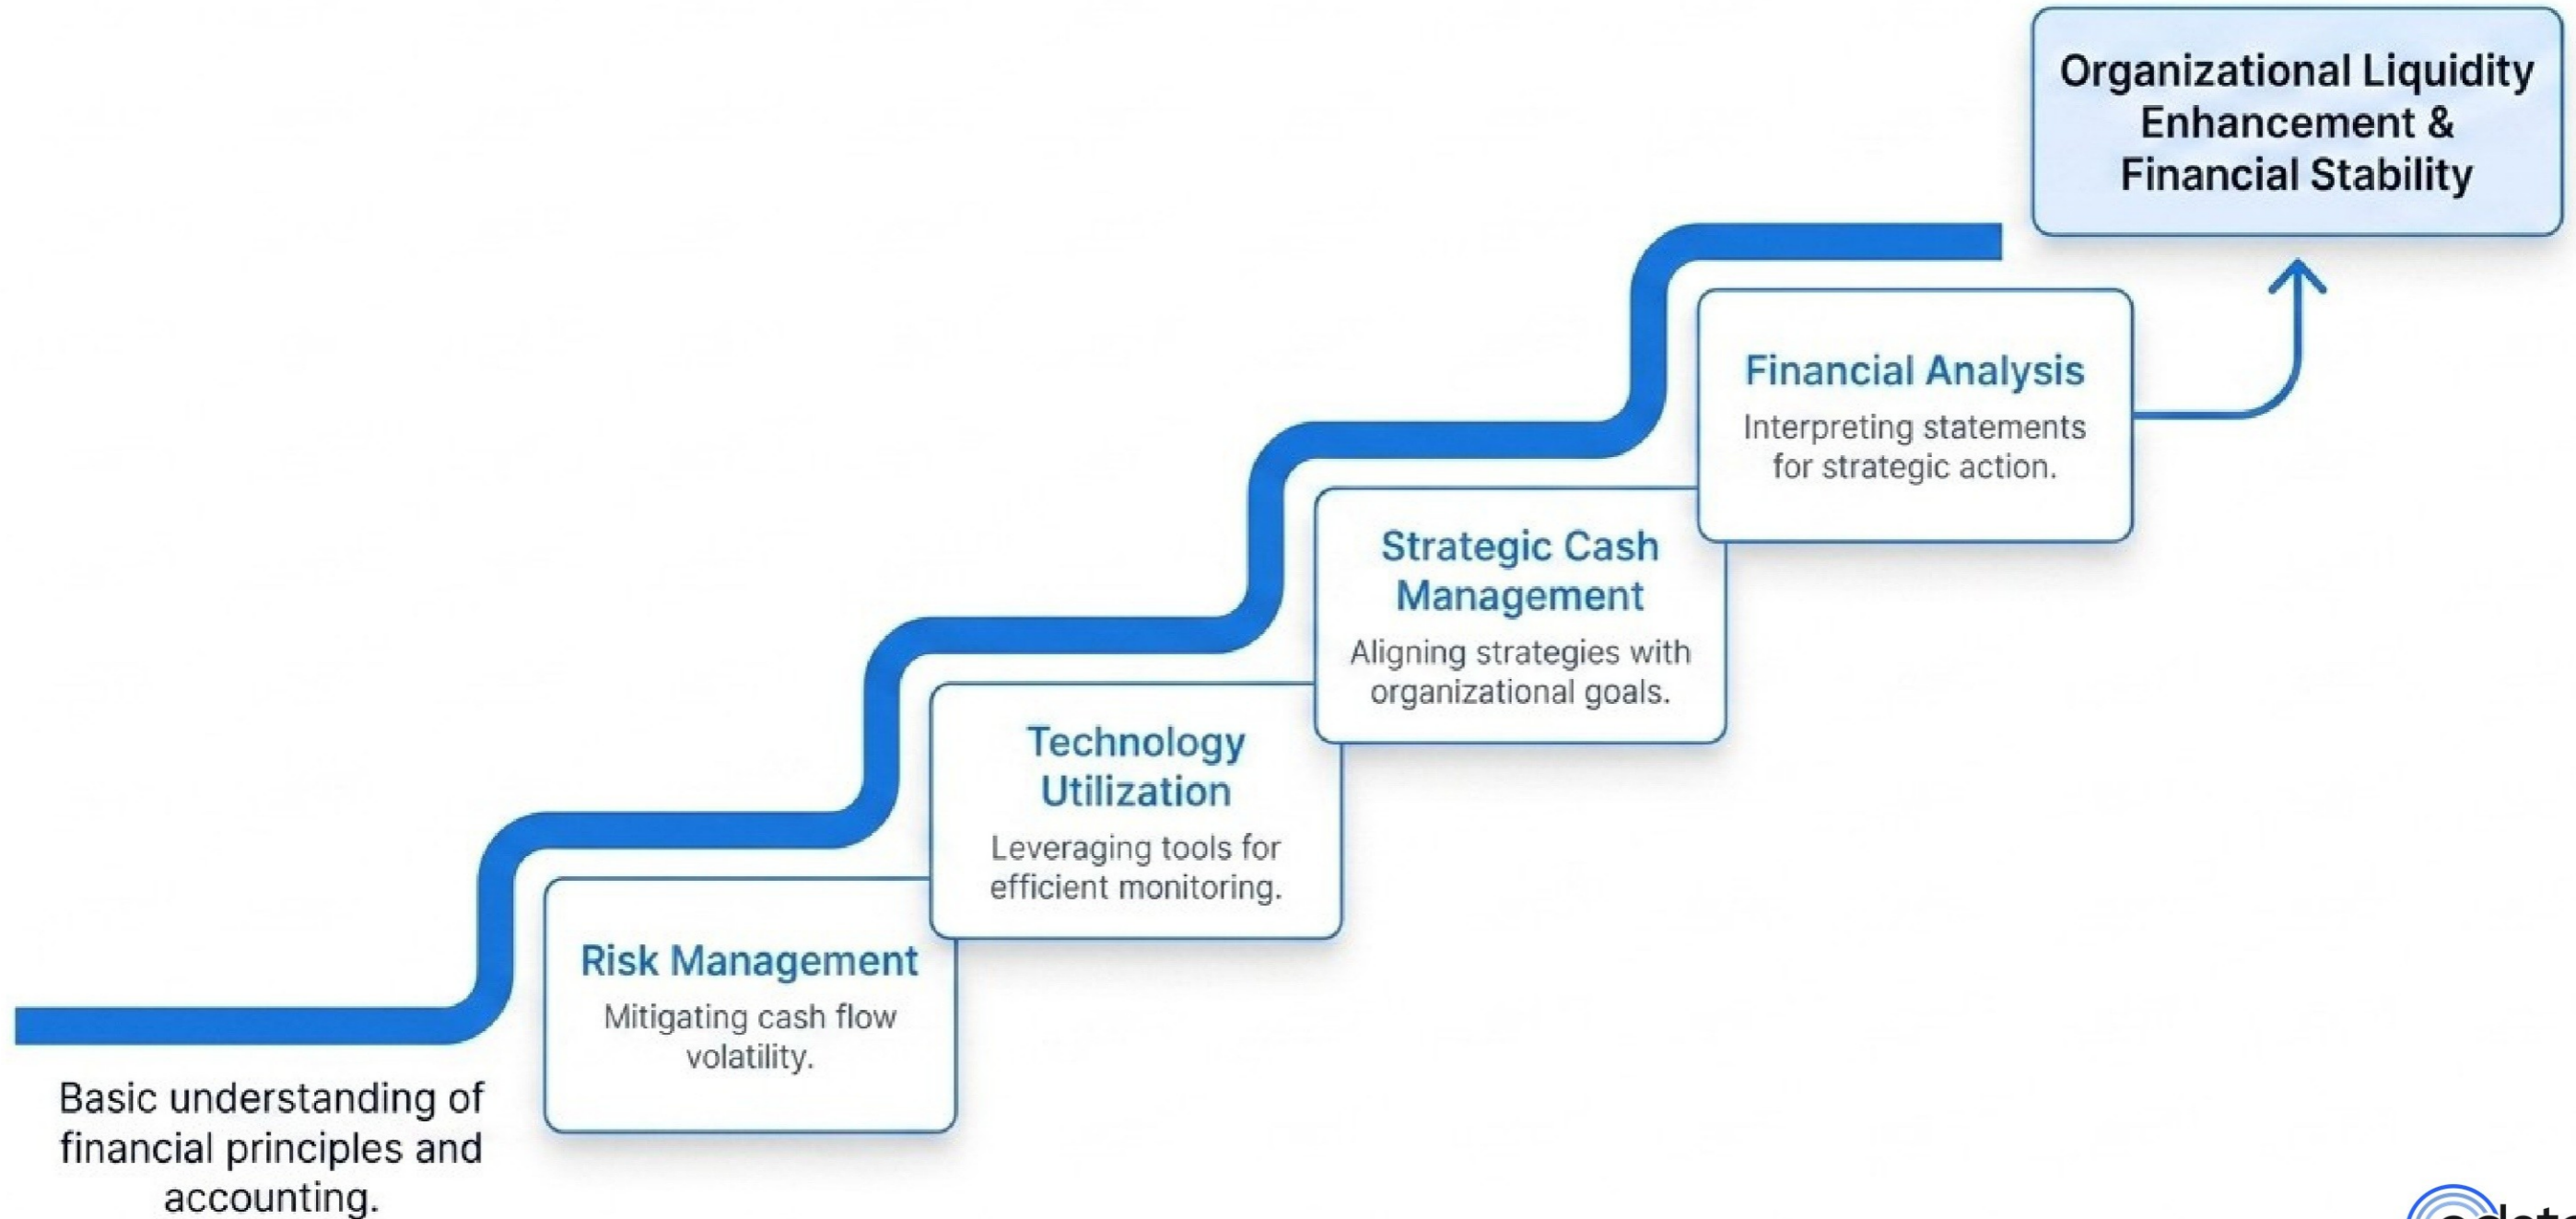 Organizational Liquidity
Enhancement &
Financial Stability
Financial Analysis
Interpreting statements
for strategic action.
Strategic Cash
Management
Aligning strategies with
organizational goals.
Technology
Utilization
Leveraging tools for
efficient monitoring.
Risk Management
Mitigating cash flow
volatility.
Basic understanding of
financial principles and
accounting.